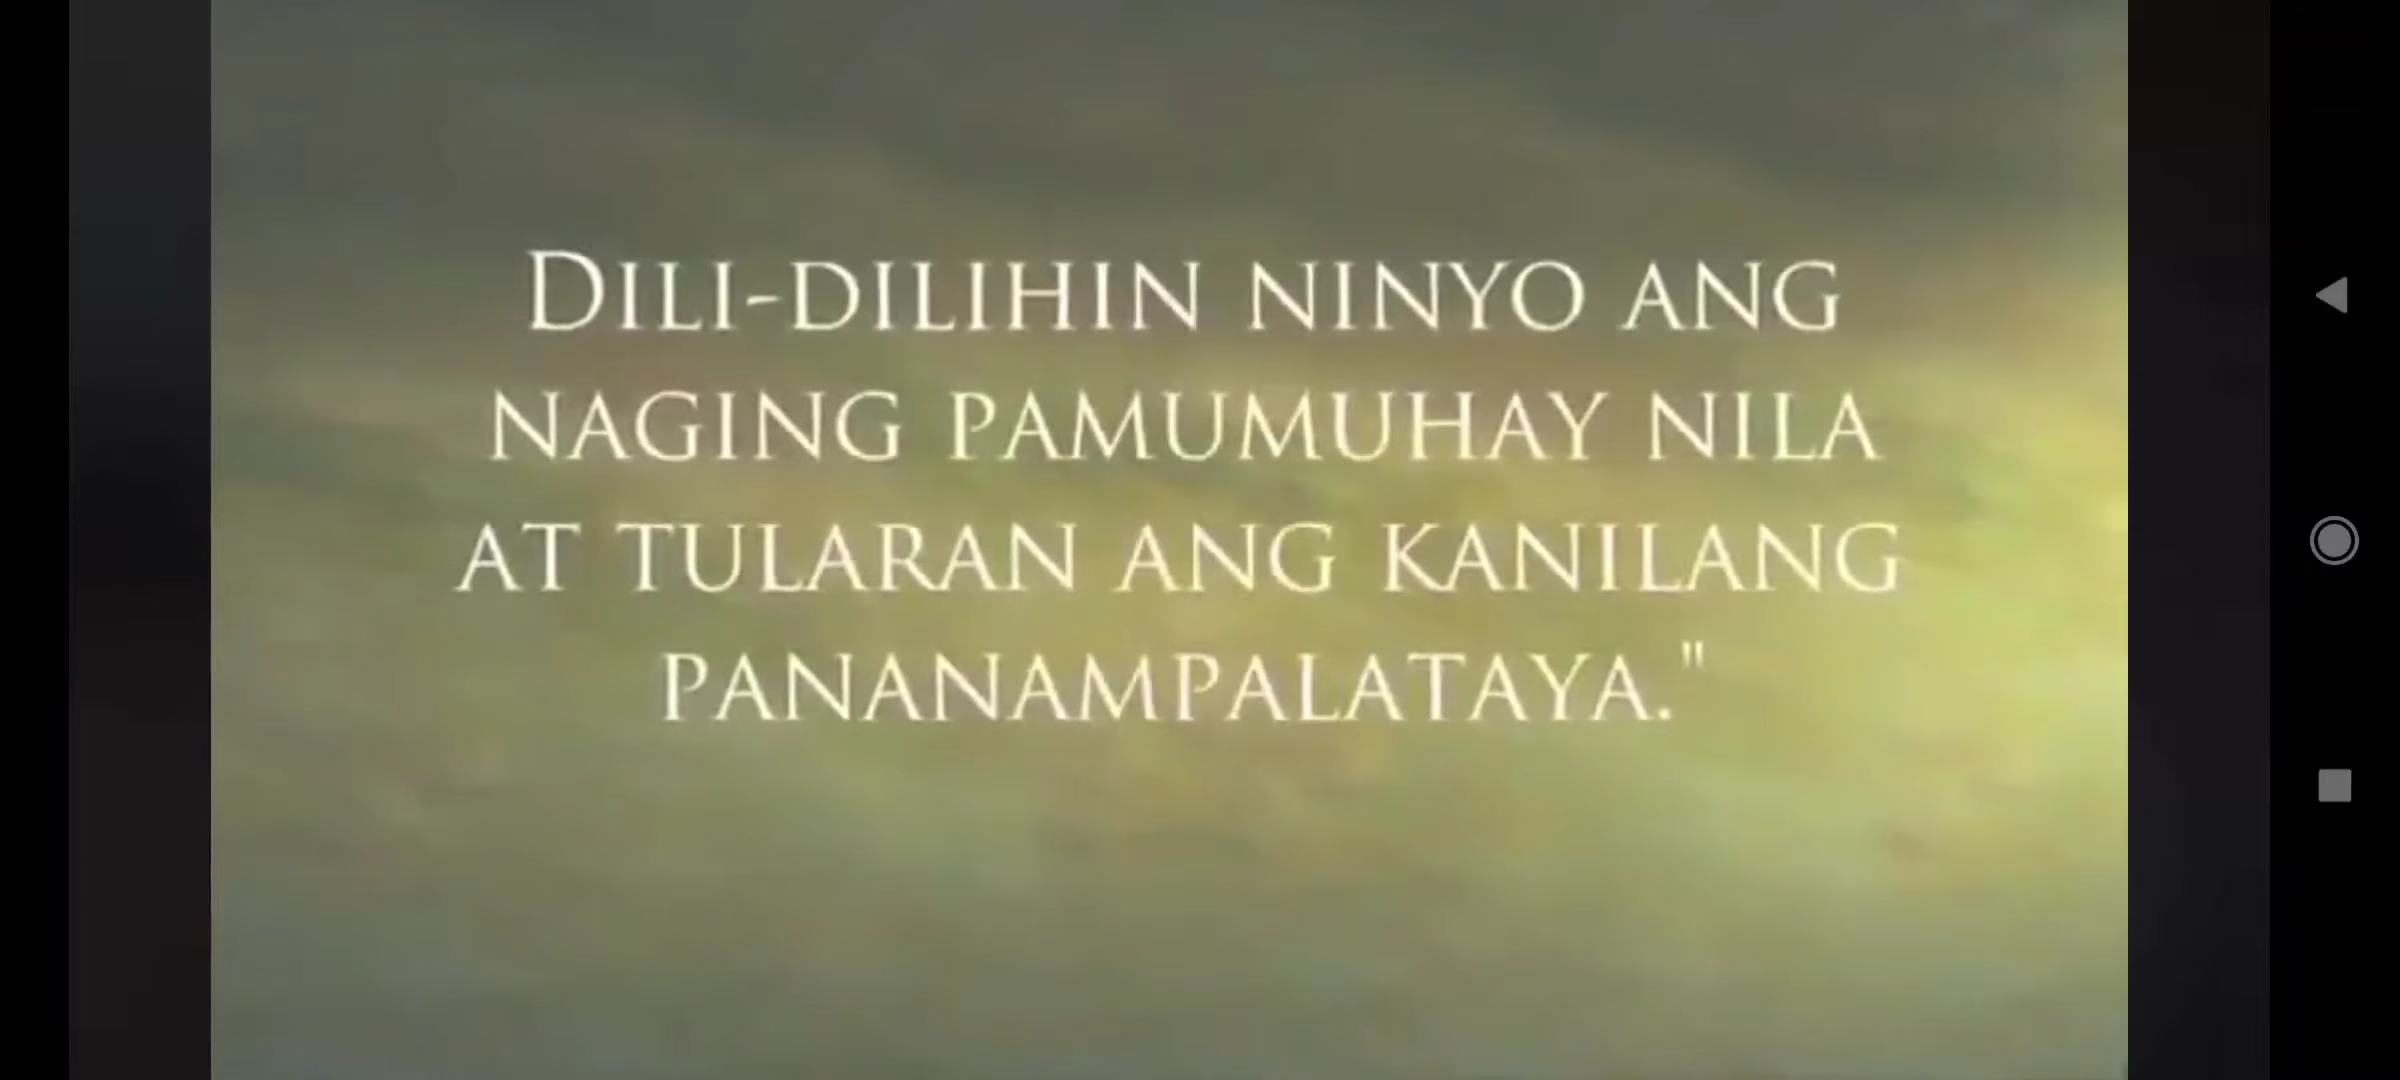 Dili-dilihin ninyo ang
naging pamumuhay nila
at tularan ang kanilang
pananampalataya."